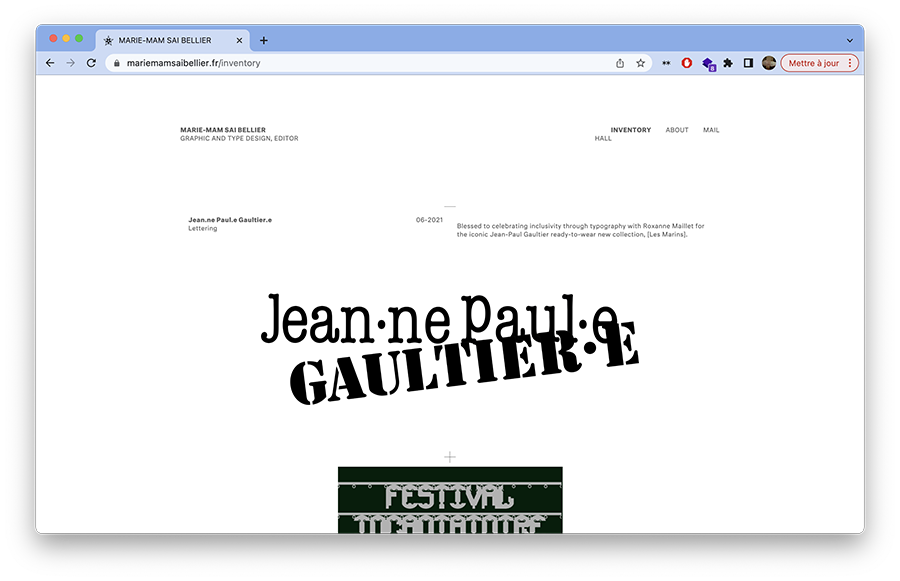 MARIE-MAM SAI BELLIER
mariemamsaibellier.fr/inventory
8
Mettre à jour
MARIE-MAM SAI BELLIER
GRAPHIC AND TYPE DESIGN, EDITOR
INVENTORY ABOUT MAIL
HALL
Jean.ne Paul.e Gaultier.e
Lettering
06-2021
Blessed to celebrating inclusivity through typography with Roxanne Maillet for
the iconic Jean-Paul Gaultier ready-to-wear new collection, [Les Marins].
Jean·ne Paul·e
GAULTIER·E
FESTIVAL